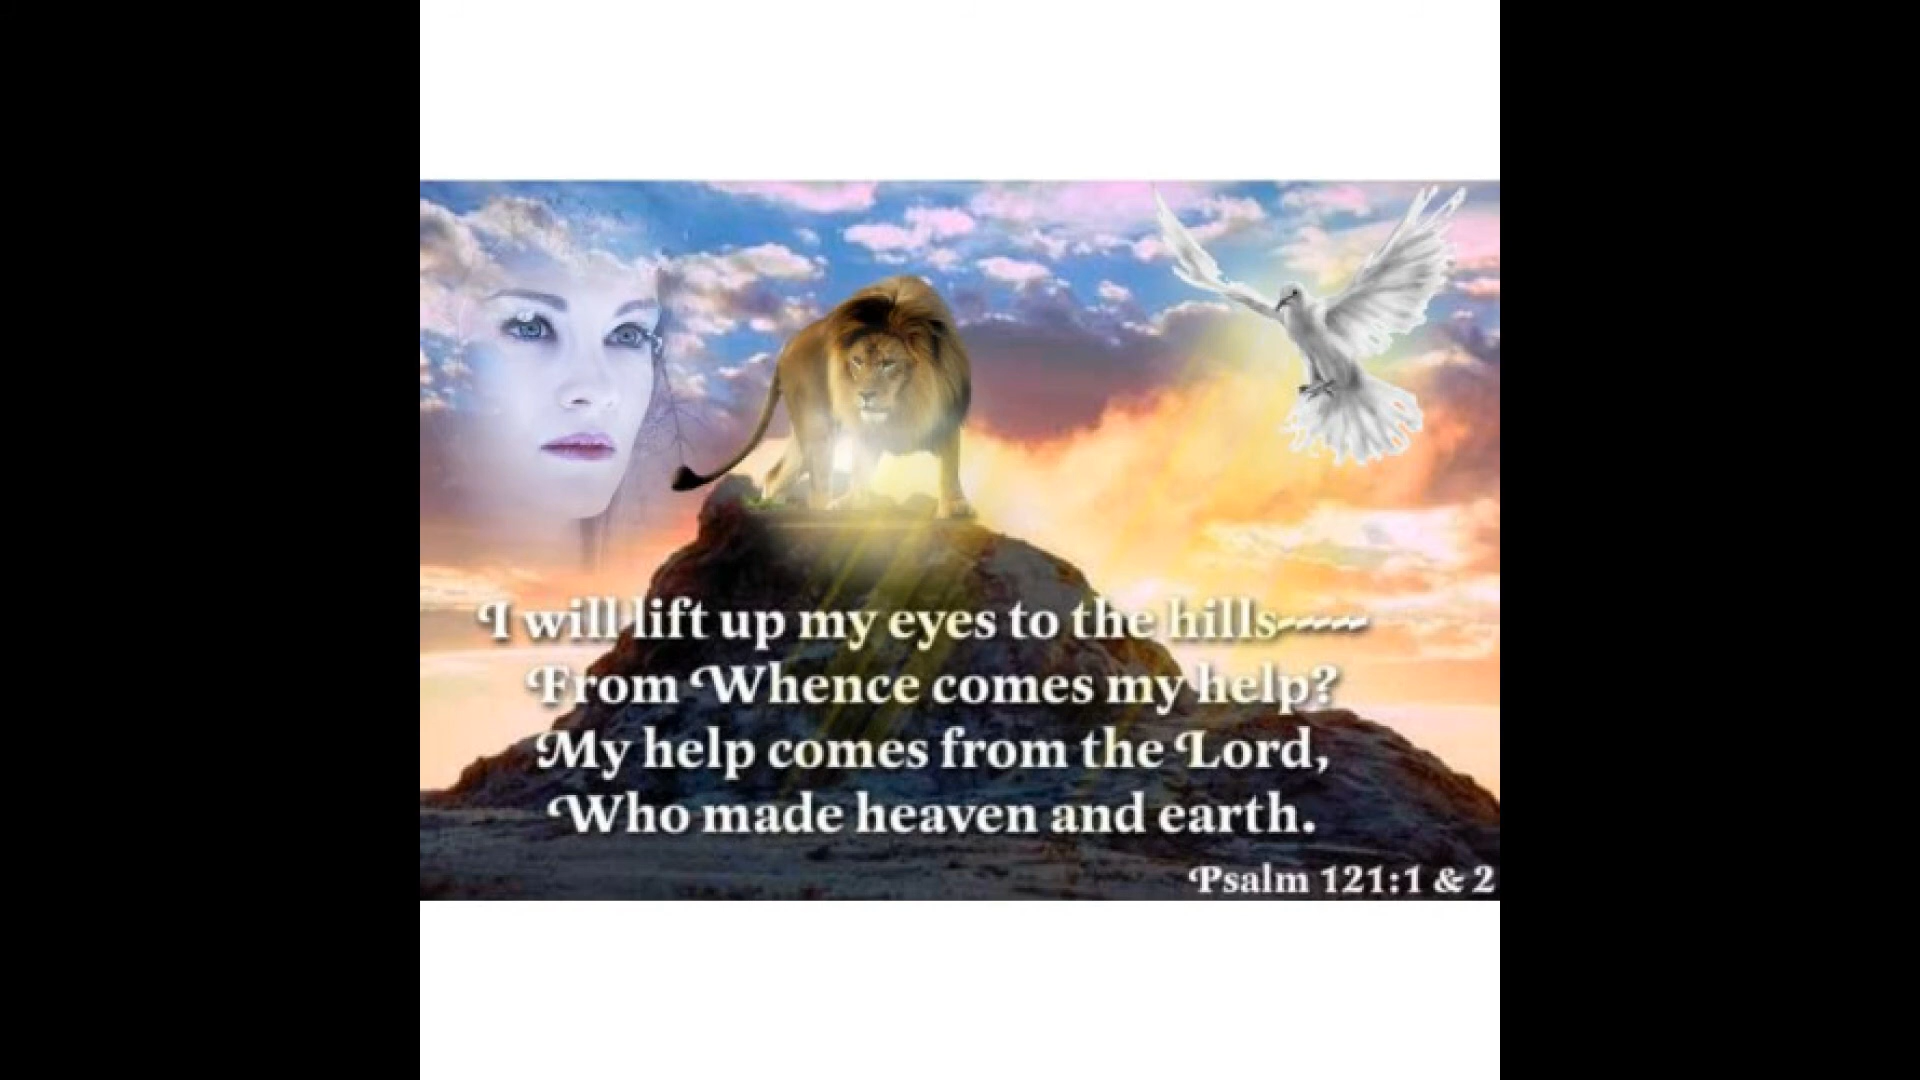 I will lift up my eyes to the hills-----
From Whence comes my help?
My help comes from the Lord,
Who made heaven and earth.
Psalm 121:1 & 2